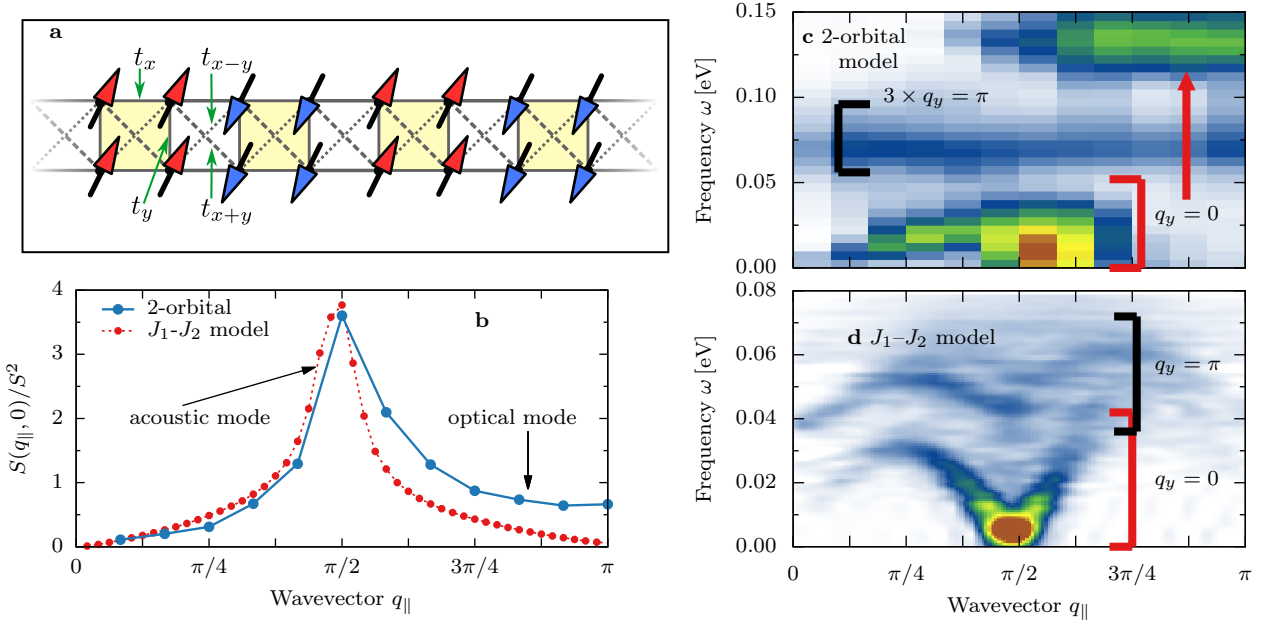 a
t_x
t_{x−y}
t_y
t_{x+y}
4
3
2
1
0
S(q_∥, 0)/S^2
2-orbital
J_1-J_2 model
b
acoustic mode
optical mode
0
π/4
π/2
3π/4
π
Wavevector q_∥
0.15
0.10
0.05
0.00
Frequency ω [eV]
c 2-orbital
model
3 × q_y = π
q_y = 0
0.08
0.06
0.04
0.02
0.00
Frequency ω [eV]
d J_1–J_2 model
q_y = π
q_y = 0
0
π/4
π/2
3π/4
π
Wavevector q_∥